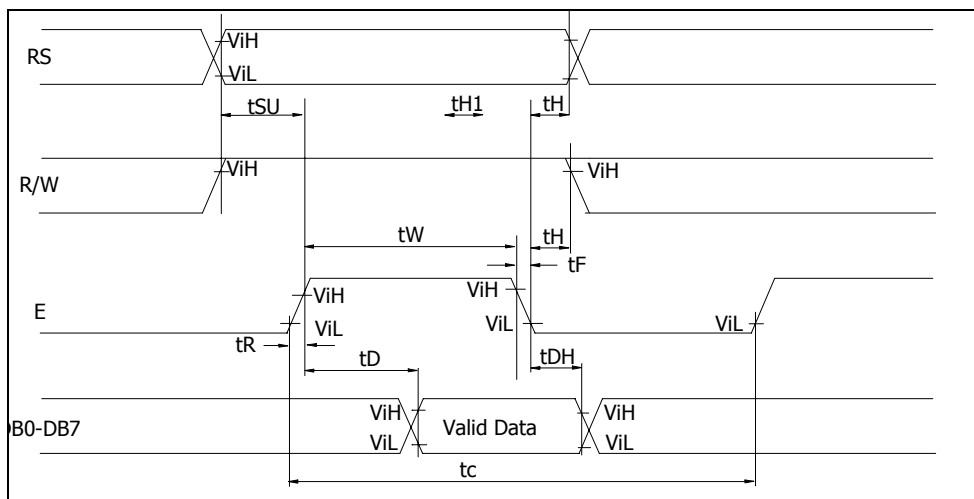 ViH
RS
ViL
tSU
tH1
tH
R/W
ViH
ViH
tW
tH
tF
E
ViH
ViH
ViL
ViL
ViL
tR
tD
tDH
ViH
ViH
B0-DB7
Valid Data
ViL
ViL
tc